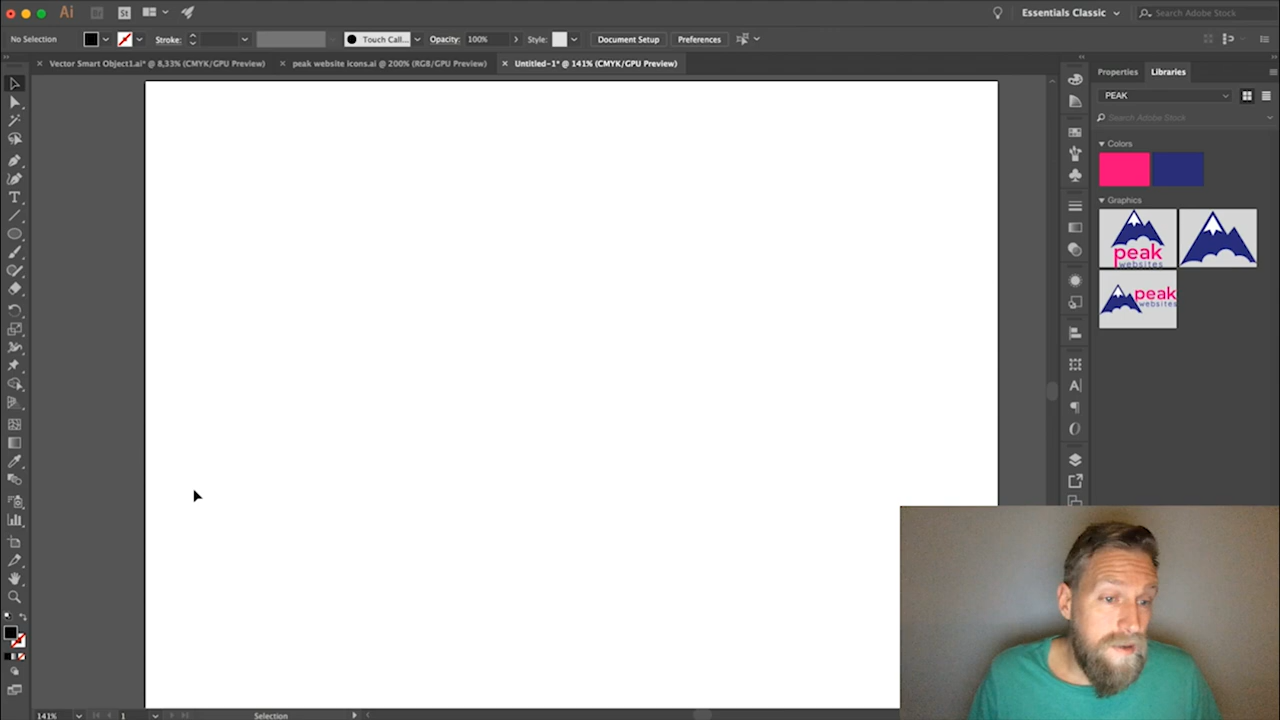 Ai Br St Essentials Classic Search Adobe Stock
No Selection Stroke: Touch Call... Opacity: 100% Style: Document Setup Preferences
Vector Smart Object1.ai* @ 8,33% (CMYK/GPU Preview) peak website icons.ai @ 200% (RGB/GPU Preview) Untitled-1* @ 141% (CMYK/GPU Preview)
Properties Libraries
PEAK
Search Adobe Stock
Colors
Graphics
peak
websites
peak
websites
141% 1 Selection